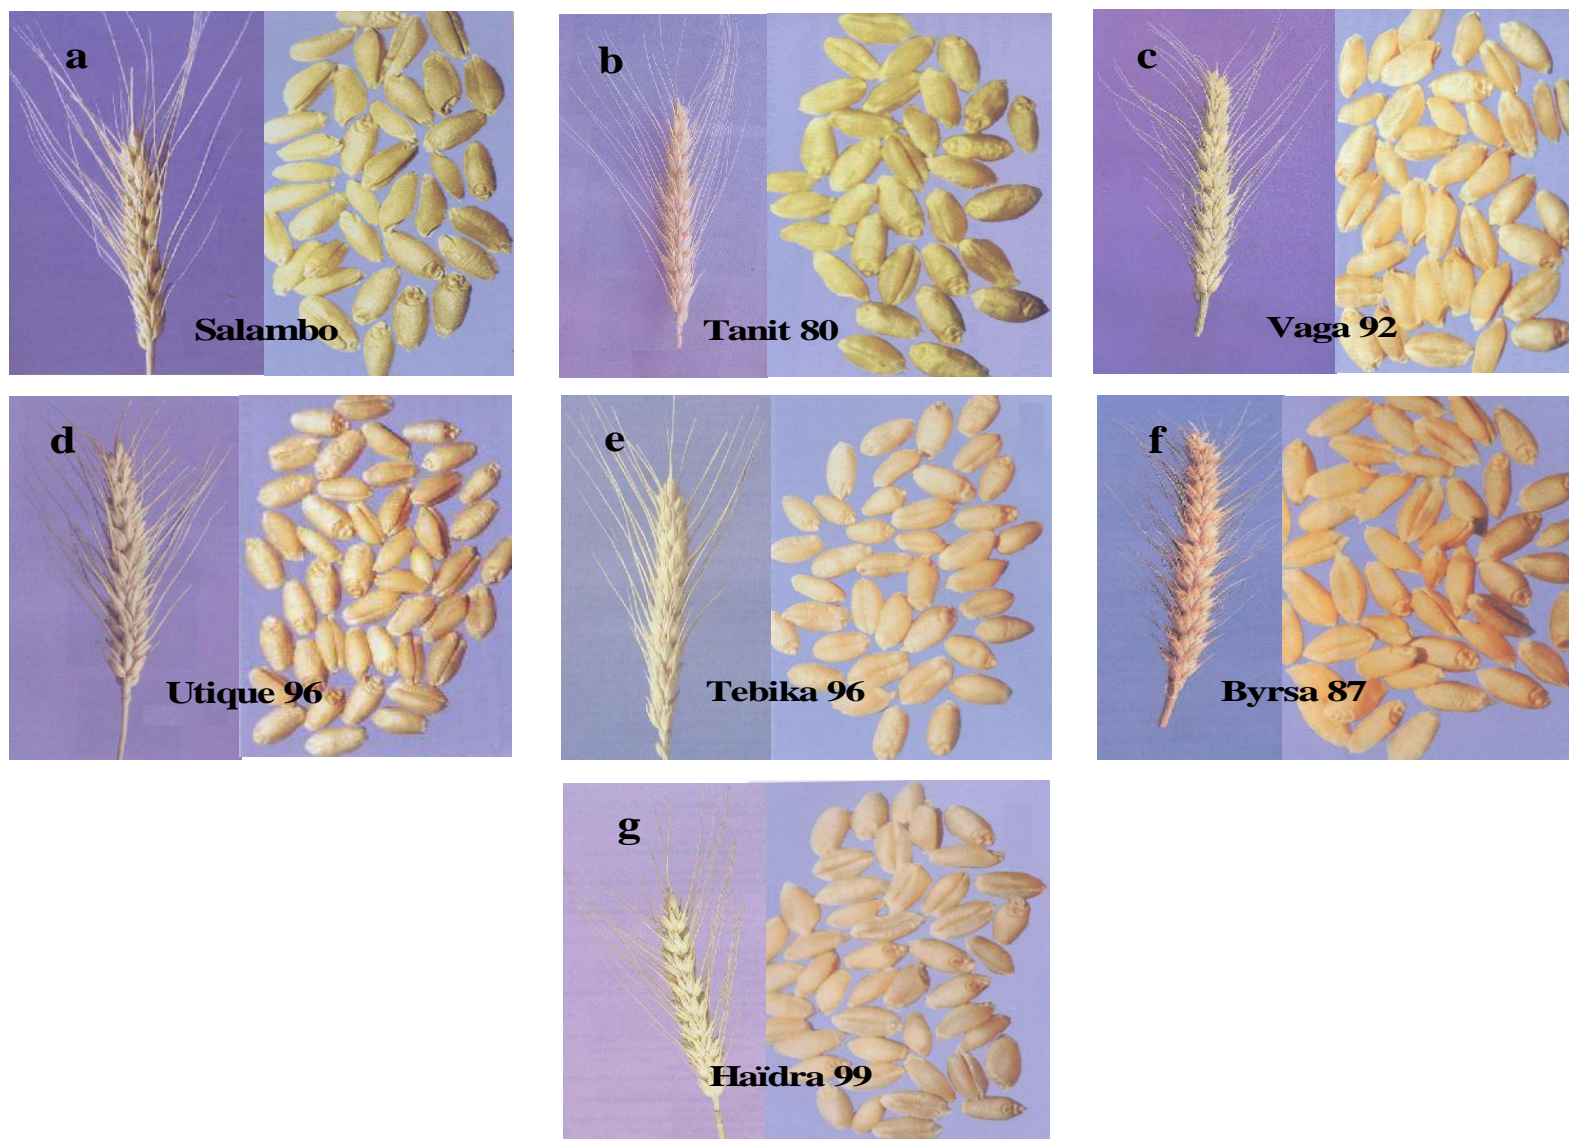 a
Salambo
b
Tanit 80
c
Vaga 92
d
Utique 96
e
Tebika 96
f
Byrsa 87
g
Haïdra 99